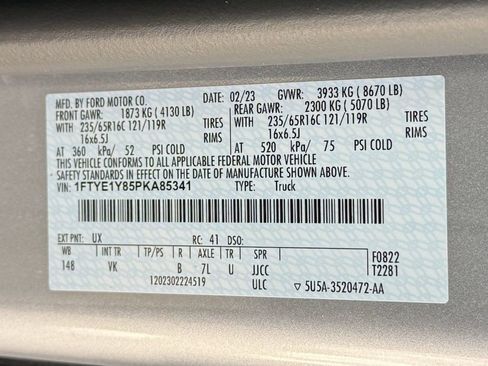 MFD. BY FORD MOTOR CO. DATE: 02/23 GVWR: 3933 KG ( 8670 LB)
FRONT GAWR: 1873 KG ( 4130 LB) REAR GAWR: 2300 KG ( 5070 LB)
WITH 235/65R16C 121/119R TIRES WITH 235/65R16C 121/119R TIRES
16x6.5J RIMS 16x6.5J RIMS
AT 360 kPa/ 52 PSI COLD AT 520 kPa/ 75 PSI COLD
THIS VEHICLE CONFORMS TO ALL APPLICABLE FEDERAL MOTOR VEHICLE
SAFETY STANDARDS IN EFFECT ON THE DATE OF MANUFACTURE SHOWN ABOVE.
VIN: 1FTYE1Y85PKA85341 TYPE: Truck
EXT PNT: UX RC: 41 DSO:
WB INT TR TP/PS R AXLE TR SPR F0822
148 VK B 7L U JJCC T2281
1202302224519 ULC ▽ 5U5A-3520472-AA